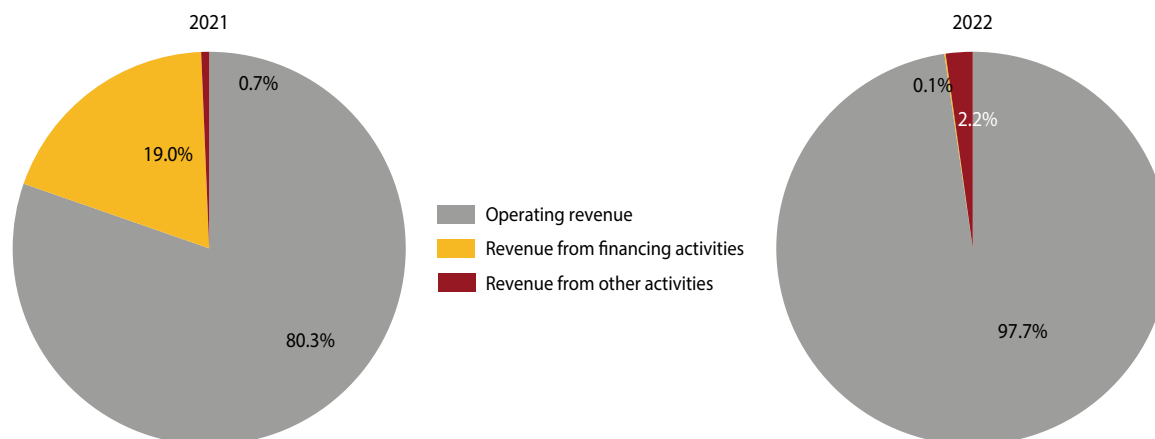 2021
0.7%
19.0%
80.3%
Operating revenue
Revenue from financing activities
Revenue from other activities
2022
0.1%
2.2%
97.7%